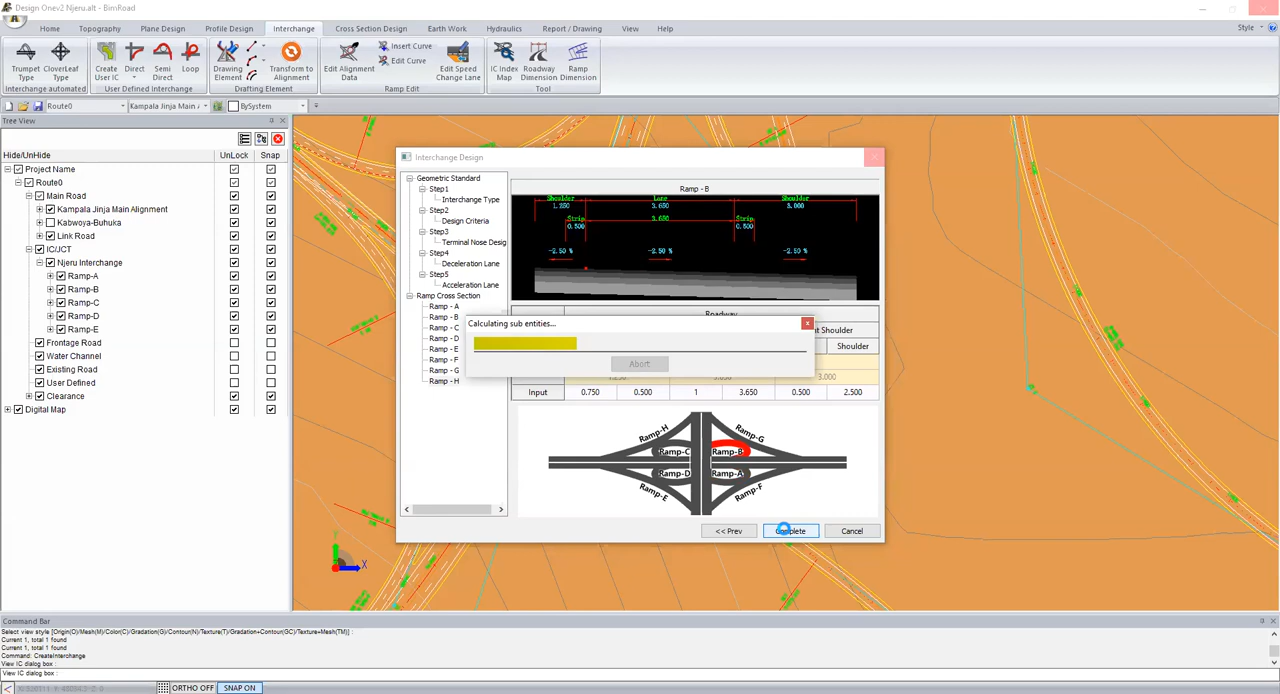 Design Onev2 Njeru.alt - BimRoad
Home Topography Plane Design Profile Design Interchange Cross Section Design Earth Work Hydraulics Report / Drawing View Help Style
Trumpet Type CloverLeaf Type Create User IC Direct Semi Direct Loop Drawing Element Transform to Alignment Edit Alignment Data Insert Curve Edit Curve Edit Speed Change Lane IC Index Map Roadway Dimension Ramp Dimension
Interchange automated User Defined Interchange Drafting Element Ramp Edit Tool
Route0 Kampala Jinja Main / BySystem
Tree View
Hide/UnHide UnLock Snap
Project Name
Route0
Main Road
Kampala Jinja Main Alignment
Kabwoya-Buhuka
Link Road
IC/JCT
Njeru Interchange
Ramp-A
Ramp-B
Ramp-C
Ramp-D
Ramp-E
Frontage Road
Water Channel
Existing Road
User Defined
Clearance
Digital Map
Interchange Design
Geometric Standard
Step1
Interchange Type
Step2
Design Criteria
Step3
Terminal Nose Desig
Step4
Deceleration Lane
Step5
Acceleration Lane
Ramp Cross Section
Ramp - A
Ramp - B
Ramp - C
Ramp - D
Ramp - E
Ramp - F
Ramp - G
Ramp - H
Ramp - B
Shoulder Lane Shoulder
3.650 3.000
Strip 3.650 Strip
0.500 0.500
-2.50 % -2.50 % -2.50 %
Calculating sub entities...
Abort
Shoulder
Shoulder
3.000
Input 0.750 0.500 1 3.650 0.500 2.500
Ramp-H Ramp-G
Ramp-C Ramp-B
Ramp-D Ramp-A
Ramp-E Ramp-F
<< Prev Complete Cancel
Y
X
Command Bar
Select view style [Origin(O)/Mesh(M)/Color(C)/Gradation(G)/Contour(N)/Texture(T)/Gradation+Contour(GC)/Texture+Mesh(TM)] :
Current 1, total 1 found
Current 1, total 1 found
Command: CreateInterchange
View IC dialog box :
View IC dialog box :
ORTHO OFF SNAP ON